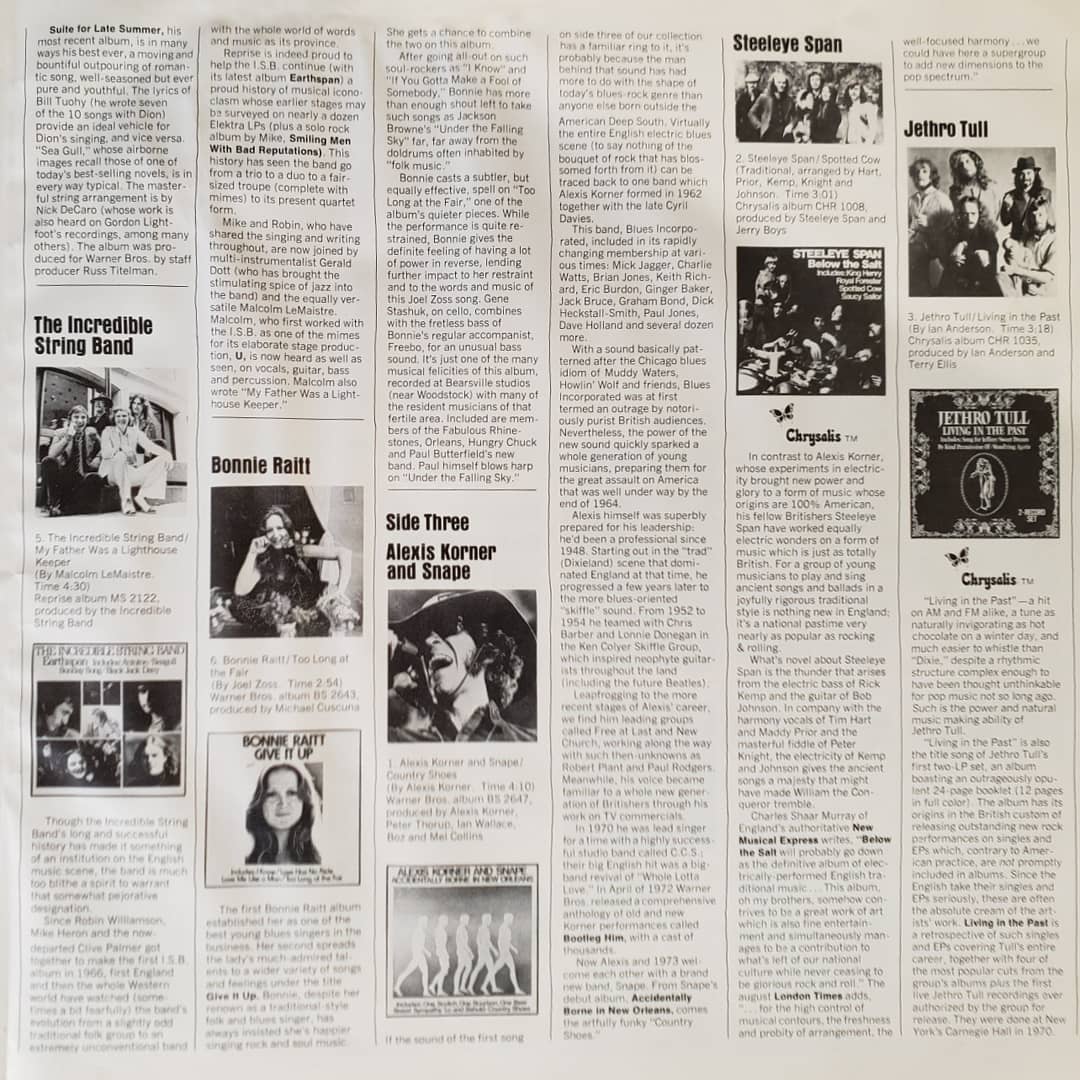 Suite for Late Summer, his
most recent album, is in many
ways his best ever, a moving and
bountiful outpouring of roman-
tic song, well-seasoned but ever
pure and youthful. The lyrics of
Bill Tuohy (he wrote seven
of the 10 songs with Dion)
provide an ideal vehicle for
Dion's singing, and vice versa.
"Sea Gull," whose airborne
images recall those of one of
today's best-selling novels, is in
every way typical. The master-
ful string arrangement is by
Nick DeCaro (whose work is
also heard on Gordon Light-
foot's recordings, among many
others). The album was pro-
duced for Warner Bros. by staff
producer Russ Titelman.
The Incredible
String Band
5. The Incredible String Band/
My Father Was a Lighthouse
Keeper
(By Malcolm LeMaistre.
Time 4:30)
Reprise album MS 2122,
produced by the Incredible
String Band
THE INCREDIBLE STRING BAND
Earthspan
Though the Incredible String
Band's long and successful
history has made it something
of an institution on the English
music scene, the band is much
too blithe a spirit to warrant
that somewhat pejorative
designation.
Since Robin Williamson,
Mike Heron and the now-
departed Clive Palmer got
together to make the first I.S.B.
album in 1966, first England
and then the whole Western
world have watched (some-
times a bit fearfully) the band's
evolution from a slightly odd
traditional folk group to an
extremely unconventional band
with the whole world of words
and music as its province.
Reprise is indeed proud to
help the I.S.B. continue (with
its latest album Earthspan) a
proud history of musical icono-
clasm whose earlier stages may
be surveyed on nearly a dozen
Elektra LPs (plus a solo rock
album by Mike, Smiling Men
With Bad Reputations). This
history has seen the band go
from a trio to a duo to a fair-
sized troupe (complete with
mimes) to its present quartet
form.
Mike and Robin, who have
shared the singing and writing
throughout, are now joined by
multi-instrumentalist Gerald
Dott (who has brought the
stimulating spice of jazz into
the band) and the equally ver-
satile Malcolm LeMaistre.
Malcolm, who first worked with
the I.S.B. as one of the mimes
for its elaborate stage produc-
tion, U, is now heard as well as
seen, on vocals, guitar, bass
and percussion. Malcolm also
wrote "My Father Was a Light-
house Keeper."
Bonnie Raitt
6. Bonnie Raitt/Too Long at
the Fair
(By Joel Zoss. Time 2:54)
Warner Bros. album BS 2643,
produced by Michael Cuscuna
BONNIE RAITT
GIVE IT UP
The first Bonnie Raitt album
established her as one of the
best young blues singers in the
business. Her second spreads
the lady's much-admired tal-
ents to a wider variety of songs
and feelings under the title
Give It Up. Bonnie, despite her
renown as a traditional-style
folk and blues singer, has
always insisted she's happier
singing rock and soul music.
She gets a chance to combine
the two on this album.
After going all-out on such
soul-rockers as "I Know" and
"If You Gotta Make a Fool of
Somebody," Bonnie has more
than enough shout left to take
such songs as Jackson
Browne's "Under the Falling
Sky" far, far away from the
doldrums often inhabited by
"folk music."
Bonnie casts a subtler, but
equally effective, spell on "Too
Long at the Fair," one of the
album's quieter pieces. While
the performance is quite re-
strained, Bonnie gives the
definite feeling of having a lot
of power in reverse, lending
further impact to her restraint
and to the words and music of
this Joel Zoss song. Gene
Stashuk, on cello, combines
with the fretless bass of
Bonnie's regular accompanist,
Freebo, for an unusual bass
sound. It's just one of the many
musical felicities of this album,
recorded at Bearsville studios
(near Woodstock) with many of
the resident musicians of that
fertile area. Included are mem-
bers of the Fabulous Rhine-
stones, Orleans, Hungry Chuck
and Paul Butterfield's new
band. Paul himself blows harp
on "Under the Falling Sky."
Side Three
Alexis Korner
and Snape
1. Alexis Korner and Snape/
Country Shoes
(By Alexis Korner. Time 4:10)
Warner Bros. album BS 2647,
produced by Alexis Korner,
Peter Thorup, Ian Wallace,
Boz and Mel Collins
ALEXIS KORNER AND SNAPE
ACCIDENTALLY BORNE IN NEW ORLEANS
If the sound of the first song
on side three of our collection
has a familiar ring to it, it's
probably because the man
behind that sound has had
more to do with the shape of
today's blues-rock genre than
anyone else born outside the
American Deep South. Virtually
the entire English electric blues
scene (to say nothing of the
bouquet of rock that has blos-
somed forth from it) can be
traced back to one band which
Alexis Korner formed in 1962
together with the late Cyril
Davies.
This band, Blues Incorpo-
rated, included in its rapidly
changing membership at vari-
ous times: Mick Jagger, Charlie
Watts, Brian Jones, Keith Rich-
ard, Eric Burdon, Ginger Baker,
Jack Bruce, Graham Bond, Dick
Heckstall-Smith, Paul Jones,
Dave Holland and several dozen
more.
With a sound basically pat-
terned after the Chicago blues
idiom of Muddy Waters,
Howlin' Wolf and friends, Blues
Incorporated was at first
termed an outrage by notori-
ously purist British audiences.
Nevertheless, the power of the
new sound quickly sparked a
whole generation of young
musicians, preparing them for
the great assault on America
that was well under way by the
end of 1964.
Alexis himself was superbly
prepared for his leadership:
he'd been a professional since
1948. Starting out in the "trad"
(Dixieland) scene that domi-
nated England at that time, he
progressed a few years later to
the more blues-oriented
"skiffle" sound. From 1952 to
1954 he teamed with Chris
Barber and Lonnie Donegan in
the Ken Colyer Skiffle Group,
which inspired neophyte guitar-
ists throughout the land
(including the future Beatles).
Leapfrogging to the more
recent stages of Alexis' career,
we find him leading groups
called Free at Last and New
Church, working along the way
with such then-unknowns as
Robert Plant and Paul Rodgers.
Meanwhile, his voice became
familiar to a whole new gener-
ation of Britishers through his
work on TV commercials.
In 1970 he was lead singer
for a time with a highly success-
ful studio band called C.C.S.;
their big English hit was a big-
band revival of "Whole Lotta
Love." In April of 1972 Warner
Bros. released a comprehensive
anthology of old and new
Korner performances called
Bootleg Him, with a cast of
thousands.
Now Alexis and 1973 wel-
come each other with a brand
new band, Snape. From Snape's
debut album, Accidentally
Borne in New Orleans, comes
the artfully funky "Country
Shoes."
Steeleye Span
2. Steeleye Span/Spotted Cow
(Traditional, arranged by Hart,
Prior, Kemp, Knight and
Johnson. Time 3:01)
Chrysalis album CHR 1008,
produced by Steeleye Span and
Jerry Boys
STEELEYE SPAN
Below the Salt
Includes: King Henry
Royal Forester
Spotted Cow
Saucy Sailor
Chrysalis TM
In contrast to Alexis Korner,
whose experiments in electric-
ity brought new power and
glory to a form of music whose
origins are 100% American,
his fellow Britishers Steeleye
Span have worked equally
electric wonders on a form of
music which is just as totally
British. For a group of young
musicians to play and sing
ancient songs and ballads in a
joyfully rigorous traditional
style is nothing new in England;
it's a national pastime very
nearly as popular as rocking
& rolling.
What's novel about Steeleye
Span is the thunder that arises
from the electric bass of Rick
Kemp and the guitar of Bob
Johnson. In company with the
harmony vocals of Tim Hart
and Maddy Prior and the
masterful fiddle of Peter
Knight, the electricity of Kemp
and Johnson gives the ancient
songs a majesty that might
have made William the Con-
queror tremble.
Charles Shaar Murray of
England's authoritative New
Musical Express writes, "Below
the Salt will probably go down
as the definitive album of elec-
trically-performed English tra-
ditional music... This album,
oh my brothers, somehow con-
trives to be a great work of art
which is also fine entertain-
ment and simultaneously man-
ages to be a contribution to
what's left of our national
culture while never ceasing to
be glorious rock and roll." The
august London Times adds,
"...for the high control of
musical contours, the freshness
and probity of arrangement, the
well-focused harmony...we
could have here a supergroup
to add new dimensions to the
pop spectrum."
Jethro Tull
3. Jethro Tull/Living in the Past
(By Ian Anderson. Time 3:18)
Chrysalis album CHR 1035,
produced by Ian Anderson and
Terry Ellis
JETHRO TULL
LIVING IN THE PAST
2-RECORD
SET
Chrysalis TM
"Living in the Past"—a hit
on AM and FM alike, a tune as
naturally invigorating as hot
chocolate on a winter day, and
much easier to whistle than
"Dixie," despite a rhythmic
structure complex enough to
have been thought unthinkable
for pop music not so long ago.
Such is the power and natural
music making ability of
Jethro Tull.
"Living in the Past" is also
the title song of Jethro Tull's
first two-LP set, an album
boasting an outrageously opu-
lent 24-page booklet (12 pages
in full color). The album has its
origins in the British custom of
releasing outstanding new rock
performances on singles and
EPs which, contrary to Amer-
ican practice, are not promptly
included in albums. Since the
English take their singles and
EPs seriously, these are often
the absolute cream of the art-
ists' work. Living in the Past is
a retrospective of such singles
and EPs covering Tull's entire
career, together with four of
the most popular cuts from the
group's albums plus the first
live Jethro Tull recordings ever
authorized by the group for
release. They were done at New
York's Carnegie Hall in 1970.